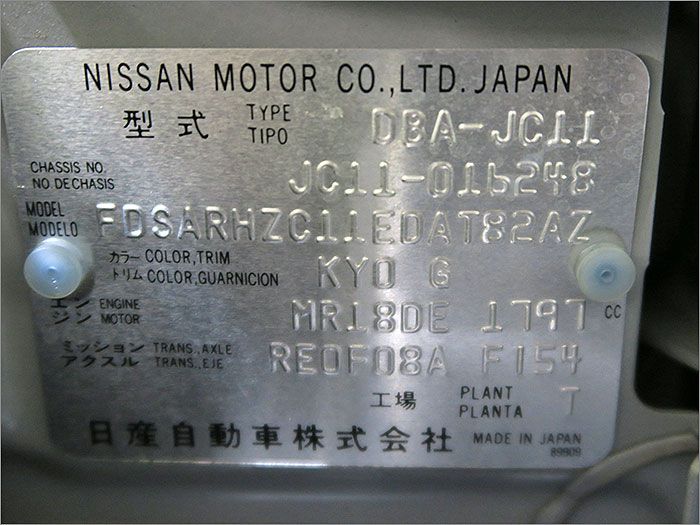 NISSAN MOTOR CO.,LTD. JAPAN
型式 TYPE TIPO DBA-JC11
CHASSIS NO. NO.DECHASIS JC11-016248
MODEL MODELO FDSARHZC11EDAT82AZ
カラー COLOR,TRIM
トリム COLOR,GUARNICION KY0 G
エン ENGINE
ジン MOTOR MR18DE 1797 CC
ミッション TRANS.,AXLE
アクスル TRANS.,EJE RE0F08A F154
工場 PLANT PLANTA T
日産自動車株式会社 MADE IN JAPAN
89909